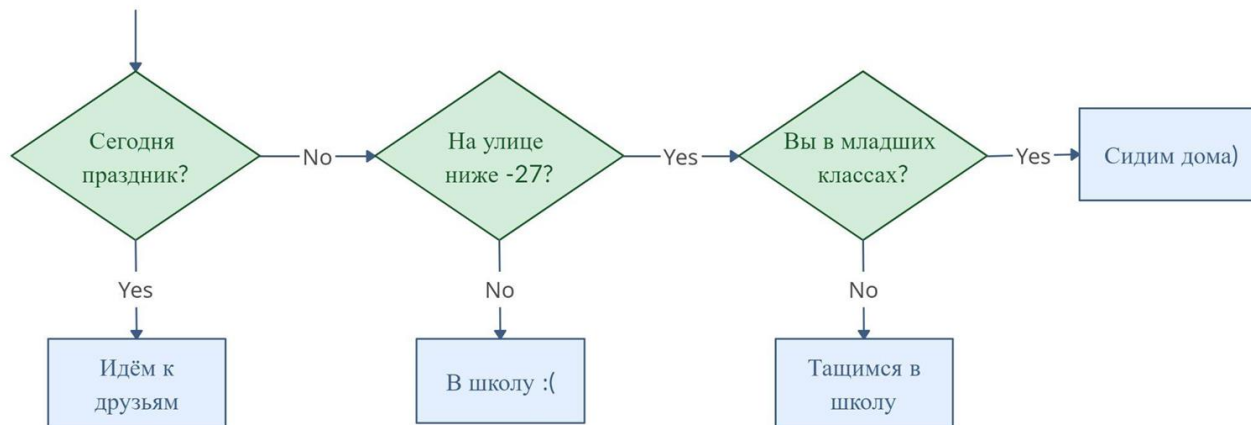 Сегодня
праздник?
No
На улице
ниже -27?
Yes
Вы в младших
классах?
Yes
Сидим дома)
Yes
No
No
Идём к
друзьям
В школу :(
Тащимся в
школу